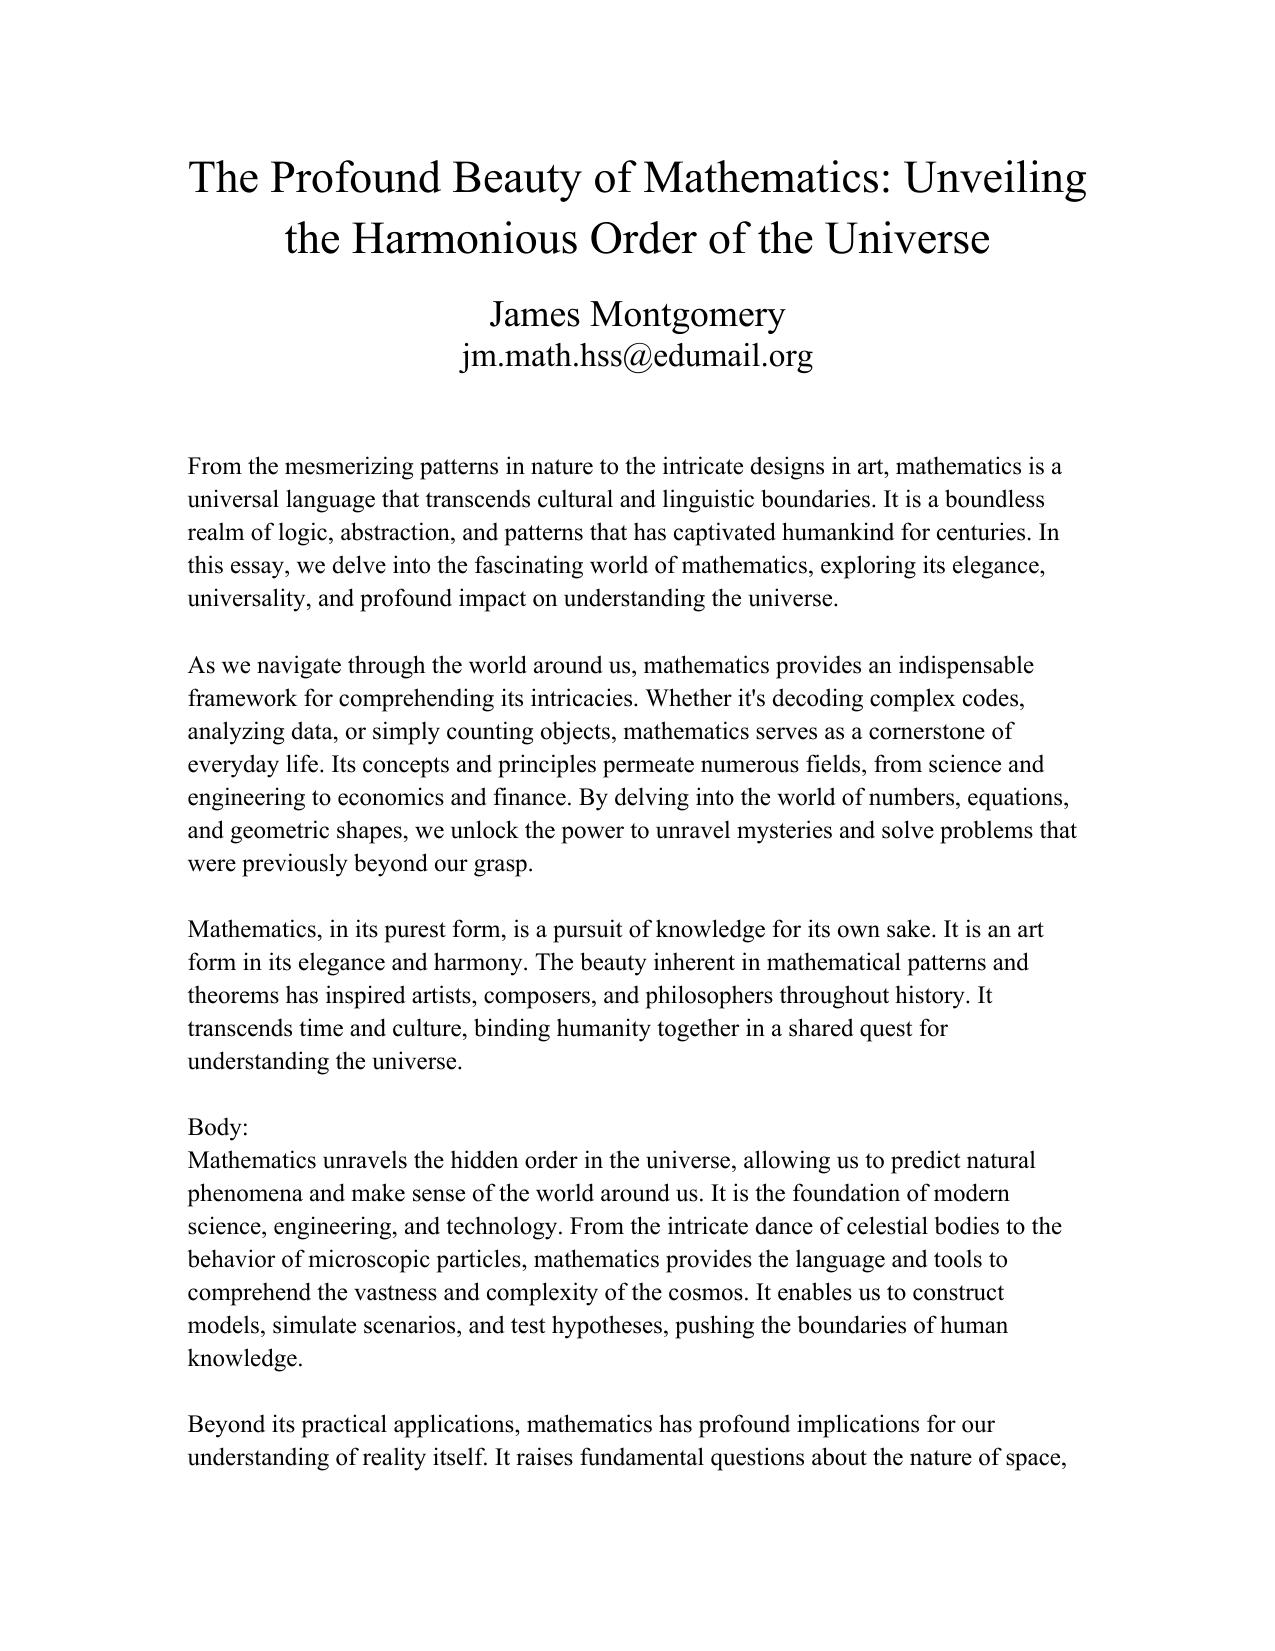 The Profound Beauty of Mathematics: Unveiling
the Harmonious Order of the Universe
James Montgomery
jm.math.hss@edumail.org
From the mesmerizing patterns in nature to the intricate designs in art, mathematics is a
universal language that transcends cultural and linguistic boundaries. It is a boundless
realm of logic, abstraction, and patterns that has captivated humankind for centuries. In
this essay, we delve into the fascinating world of mathematics, exploring its elegance,
universality, and profound impact on understanding the universe.
As we navigate through the world around us, mathematics provides an indispensable
framework for comprehending its intricacies. Whether it's decoding complex codes,
analyzing data, or simply counting objects, mathematics serves as a cornerstone of
everyday life. Its concepts and principles permeate numerous fields, from science and
engineering to economics and finance. By delving into the world of numbers, equations,
and geometric shapes, we unlock the power to unravel mysteries and solve problems that
were previously beyond our grasp.
Mathematics, in its purest form, is a pursuit of knowledge for its own sake. It is an art
form in its elegance and harmony. The beauty inherent in mathematical patterns and
theorems has inspired artists, composers, and philosophers throughout history. It
transcends time and culture, binding humanity together in a shared quest for
understanding the universe.
Body:
Mathematics unravels the hidden order in the universe, allowing us to predict natural
phenomena and make sense of the world around us. It is the foundation of modern
science, engineering, and technology. From the intricate dance of celestial bodies to the
behavior of microscopic particles, mathematics provides the language and tools to
comprehend the vastness and complexity of the cosmos. It enables us to construct
models, simulate scenarios, and test hypotheses, pushing the boundaries of human
knowledge.
Beyond its practical applications, mathematics has profound implications for our
understanding of reality itself. It raises fundamental questions about the nature of space,